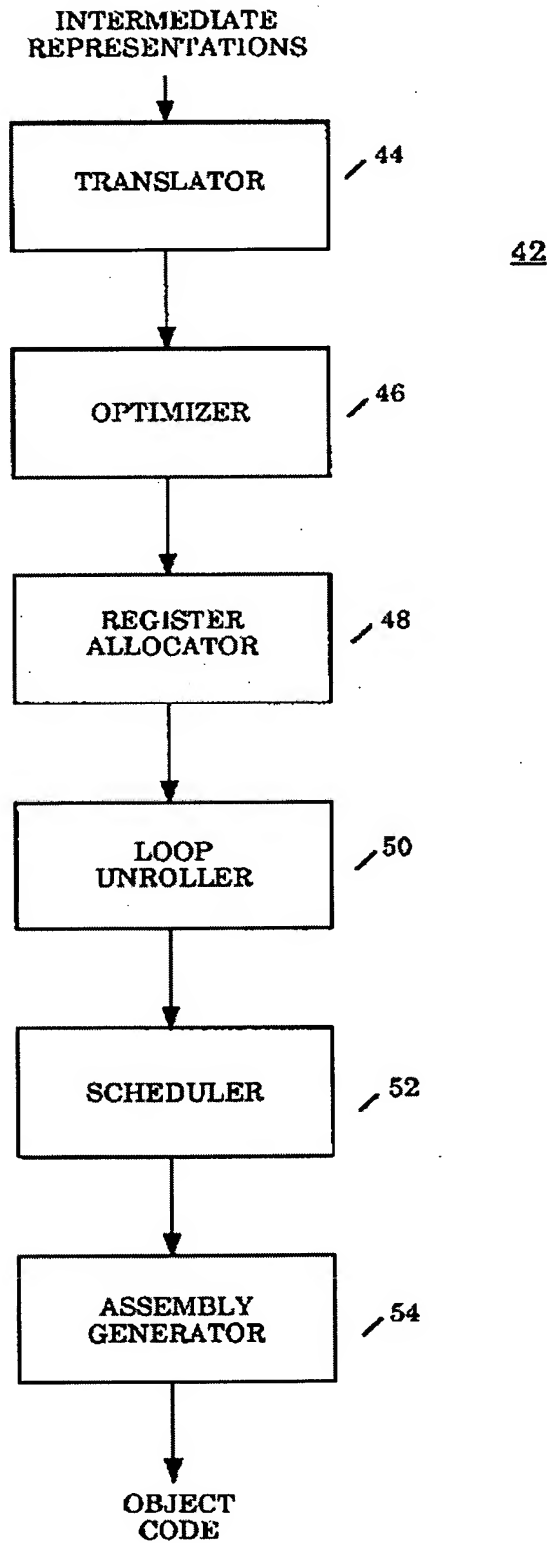 INTERMEDIATE
REPRESENTATIONS
TRANSLATOR
44
42
OPTIMIZER
46
REGISTER
ALLOCATOR
48
LOOP
UNROLLER
50
SCHEDULER
52
ASSEMBLY
GENERATOR
54
OBJECT
CODE